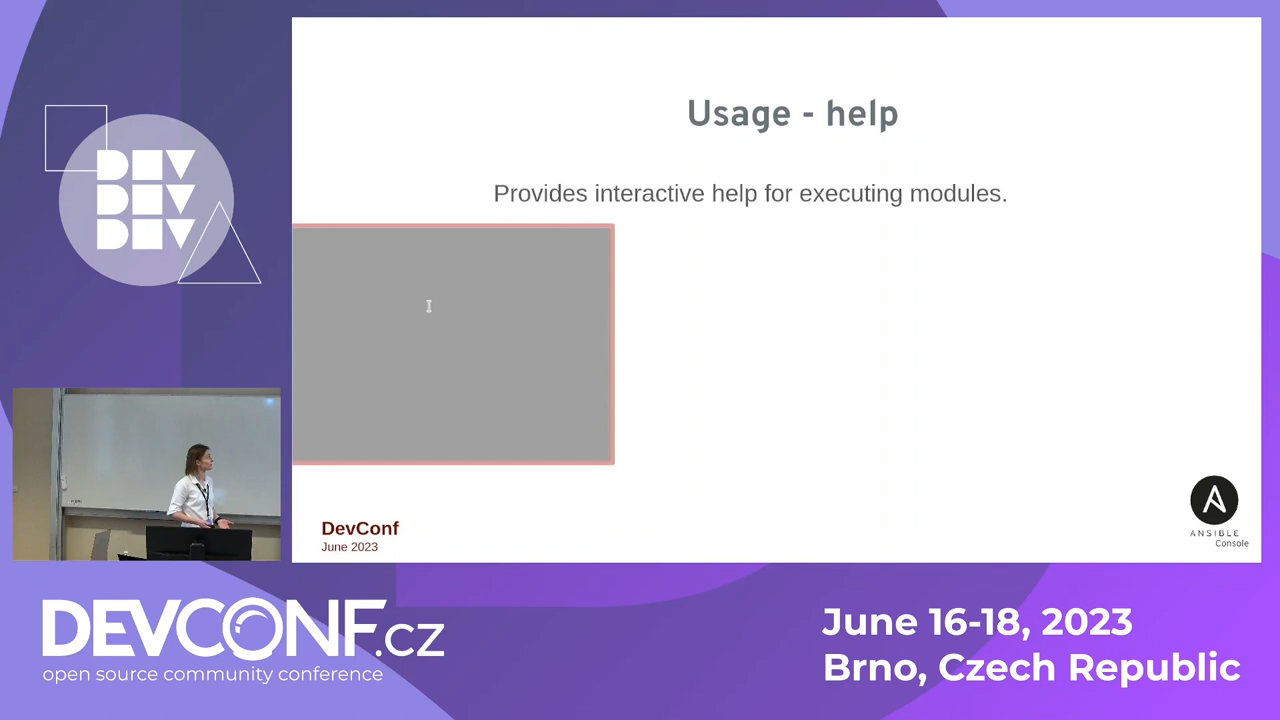 DEV
DEV
DEV
Usage - help
Provides interactive help for executing modules.
DevConf
June 2023
ANSIBLE
Console
DEVCONF.cz
open source community conference
June 16-18, 2023
Brno, Czech Republic